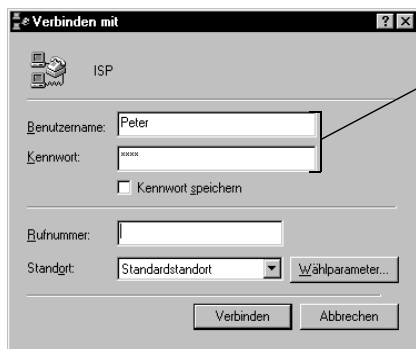 Verbinden mit
ISP
Benutzername: Peter
Kennwort: ****
Kennwort speichern
Rufnummer:
Standort: Standardstandort Wählparameter...
Verbinden Abbrechen